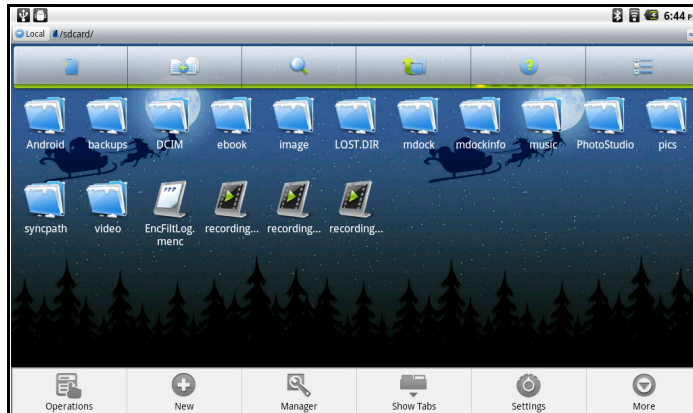 6:44 P
Local /sdcard/
?
Android backups DCIM ebook image LOST.DIR mdock mdockinfo music PhotoStudio pics
syncpath video EncFiltLog.menc recording... recording... recording...
Operations New Manager Show Tabs Settings More